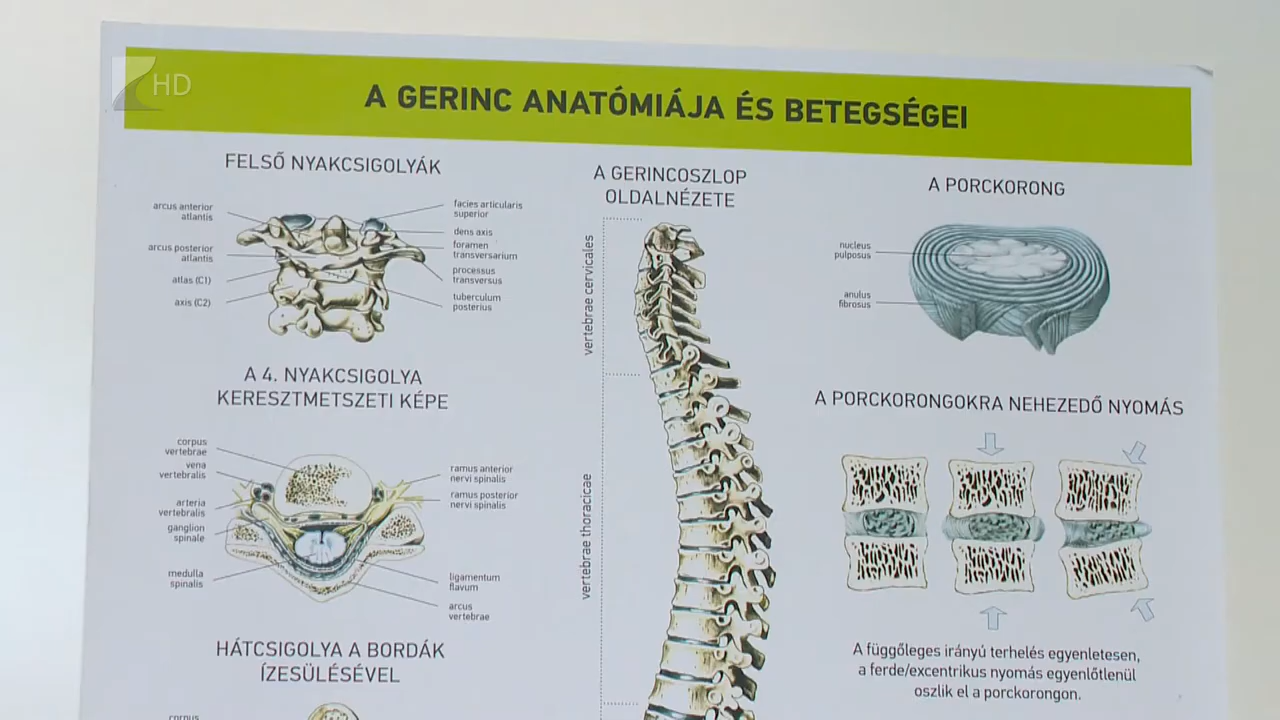 HD
A GERINC ANATÓMIÁJA ÉS BETEGSÉGEI
FELSŐ NYAKCSIGOLYÁK
arcus anterior
atlantis
arcus posterior
atlantis
atlas (C1)
axis (C2)
facies articularis
superior
dens axis
foramen
transversarium
processus
transversus
tuberculum
posterius
A 4. NYAKCSIGOLYA
KERESZTMETSZETI KÉPE
corpus
vertebrae
vena
vertebralis
arteria
vertebralis
ganglion
spinale
medulla
spinalis
ramus anterior
nervi spinalis
ramus posterior
nervi spinalis
ligamentum
flavum
arcus
vertebrae
HÁTCSIGOLYA A BORDÁK
ÍZESÜLÉSÉVEL
corpus
A GERINCOSZLOP
OLDALNÉZETE
vertebrae cervicales
vertebrae thoracicae
A PORCKORONG
nucleus
pulposus
anulus
fibrosus
A PORCKORONGOKRA NEHEZEDŐ NYOMÁS
A függőleges irányú terhelés egyenletesen,
a ferde/excentrikus nyomás egyenlőtlenül
oszlik el a porckorongon.